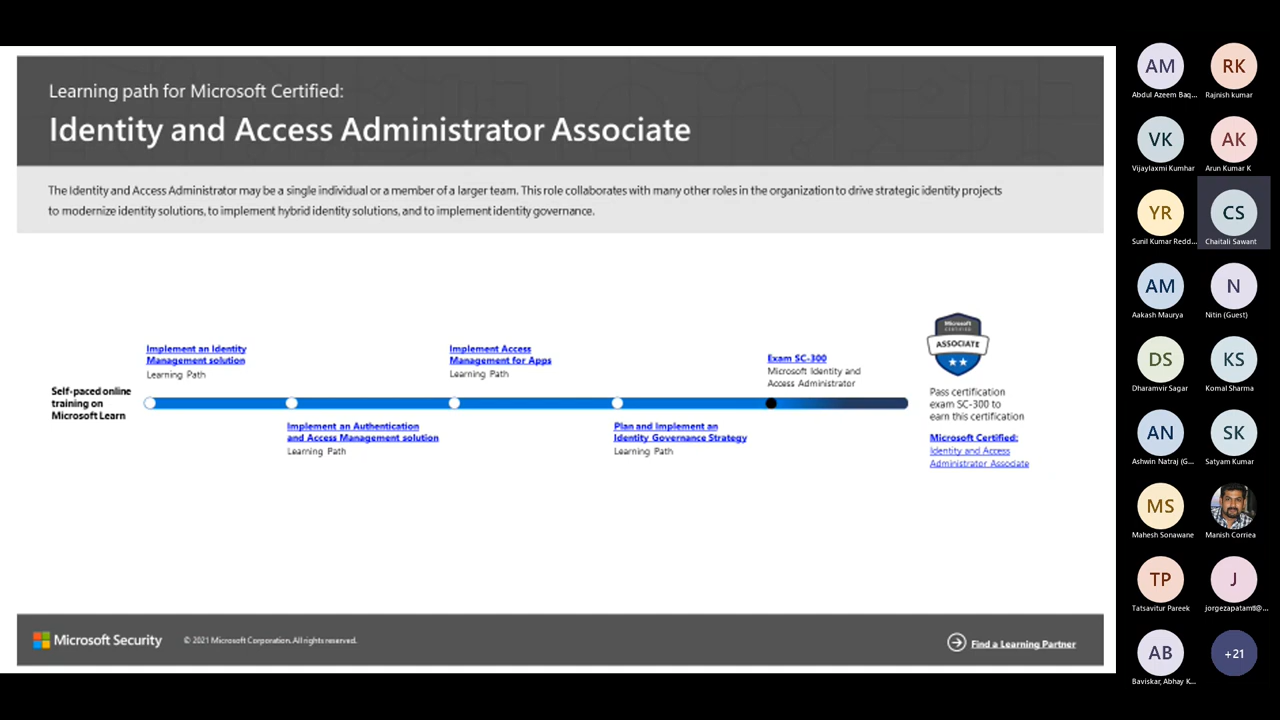 Learning path for Microsoft Certified:
Identity and Access Administrator Associate
The Identity and Access Administrator may be a single individual or a member of a larger team. This role collaborates with many other roles in the organization to drive strategic identity projects
to modernize identity solutions, to implement hybrid identity solutions, and to implement identity governance.
Self-paced online
training on
Microsoft Learn
Implement an Identity
Management solution
Learning Path
Implement an Authentication
and Access Management solution
Learning Path
Implement Access
Management for Apps
Learning Path
Plan and Implement an
Identity Governance Strategy
Learning Path
Exam SC-300
Microsoft Identity and
Access Administrator
Microsoft
CERTIFIED
ASSOCIATE
Pass certification
exam SC-300 to
earn this certification
Microsoft Certified:
Identity and Access
Administrator Associate
Microsoft Security
© 2021 Microsoft Corporation. All rights reserved.
Find a Learning Partner
AM
Abdul Azeem Baq...
RK
Rajnish kumar
VK
Vijaylaxmi Kumhar
AK
Arun Kumar K
YR
Sunil Kumar Redd...
CS
Chaitali Sawant
AM
Aakash Maurya
N
Nitin (Guest)
DS
Dharamvir Sagar
KS
Komal Sharma
AN
Ashwin Natraj (G...
SK
Satyam Kumar
MS
Mahesh Sonawane
Manish Corriea
TP
Tatsavitur Pareek
J
jorgezapatamtl@...
AB
Baviskar, Abhay K...
+21